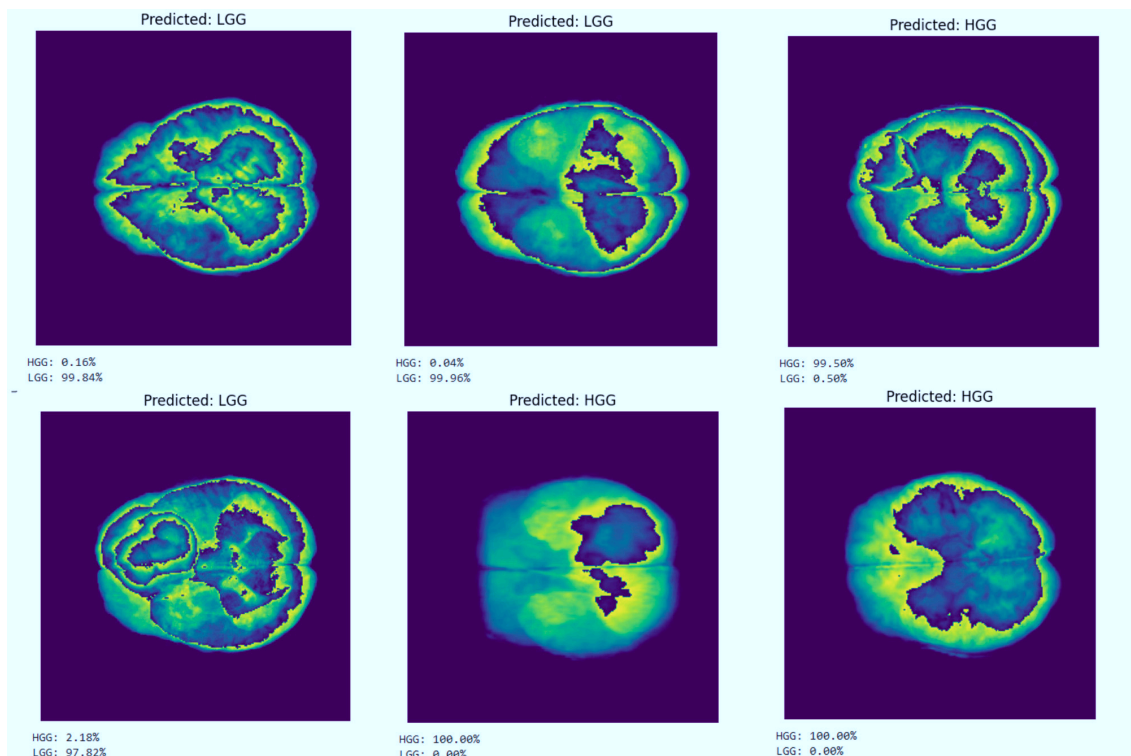 Predicted: LGG
Predicted: LGG
Predicted: HGG
HGG: 0.16%
LGG: 99.84%
HGG: 0.04%
LGG: 99.96%
HGG: 99.50%
LGG: 0.50%
Predicted: LGG
Predicted: HGG
Predicted: HGG
HGG: 2.18%
LGG: 97.82%
HGG: 100.00%
LGG: 0.00%
HGG: 100.00%
LGG: 0.00%